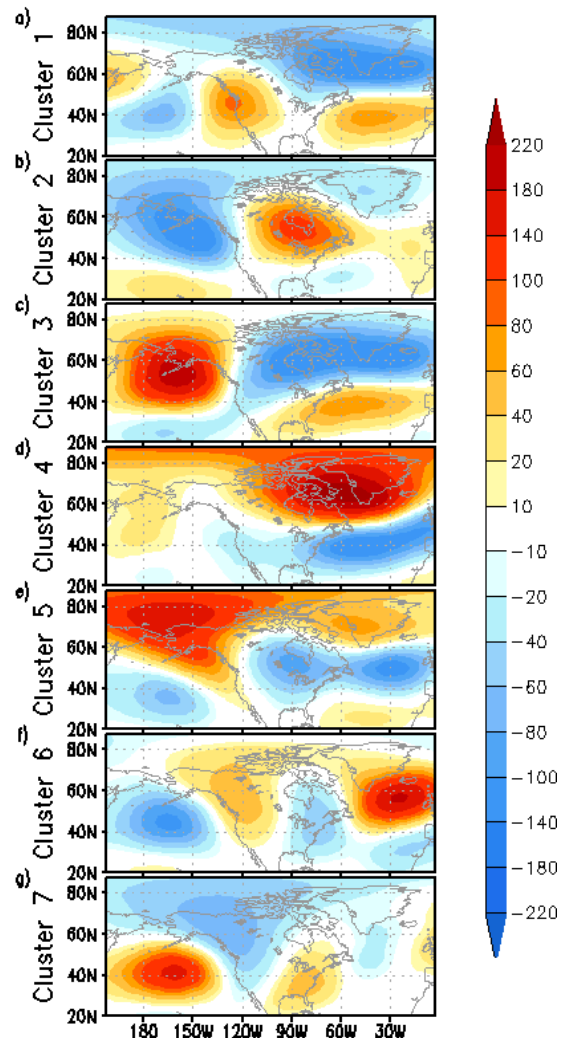 a)
Cluster 1
80N
60N
40N
20N
b)
Cluster 2
80N
60N
40N
20N
c)
Cluster 3
80N
60N
40N
20N
d)
Cluster 4
80N
60N
40N
20N
e)
Cluster 5
80N
60N
40N
20N
f)
Cluster 6
80N
60N
40N
20N
g)
Cluster 7
80N
60N
40N
20N
180 150W 120W 90W 60W 30W
220
180
140
100
80
60
40
20
10
-10
-20
-40
-60
-80
-100
-140
-180
-220